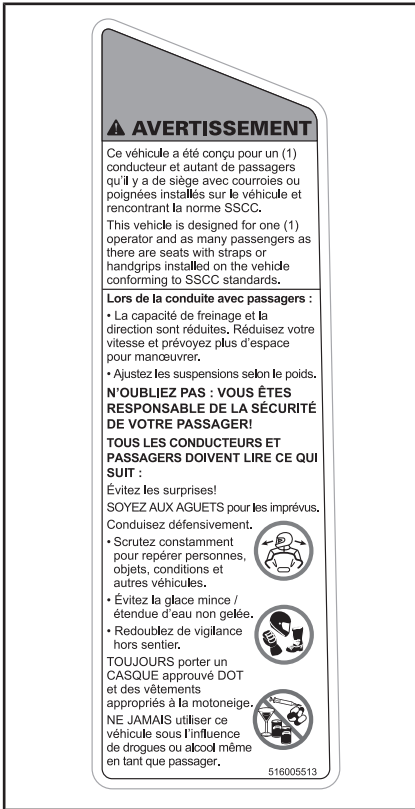 AVERTISSEMENT
Ce véhicule a été conçu pour un (1)
conducteur et autant de passagers
qu'il y a de siège avec courroies ou
poignées installés sur le véhicule et
rencontrant la norme SSCC.
This vehicle is designed for one (1)
operator and as many passengers as
there are seats with straps or
handgrips installed on the vehicle
conforming to SSCC standards.
Lors de la conduite avec passagers :
• La capacité de freinage et la
direction sont réduites. Réduisez votre
vitesse et prévoyez plus d'espace
pour manœuvrer.
• Ajustez les suspensions selon le poids.
N'OUBLIEZ PAS : VOUS ÊTES
RESPONSABLE DE LA SÉCURITÉ
DE VOTRE PASSAGER!
TOUS LES CONDUCTEURS ET
PASSAGERS DOIVENT LIRE CE QUI
SUIT :
Évitez les surprises!
SOYEZ AUX AGUETS pour les imprévus.
Conduisez défensivement.
• Scrutez constamment
pour repérer personnes,
objets, conditions et
autres véhicules.
• Évitez la glace mince /
étendue d'eau non gelée.
• Redoublez de vigilance
hors sentier.
TOUJOURS porter un
CASQUE approuvé DOT
et des vêtements
appropriés à la motoneige.
NE JAMAIS utiliser ce
véhicule sous l'influence
de drogues ou alcool même
en tant que passager.
516005513